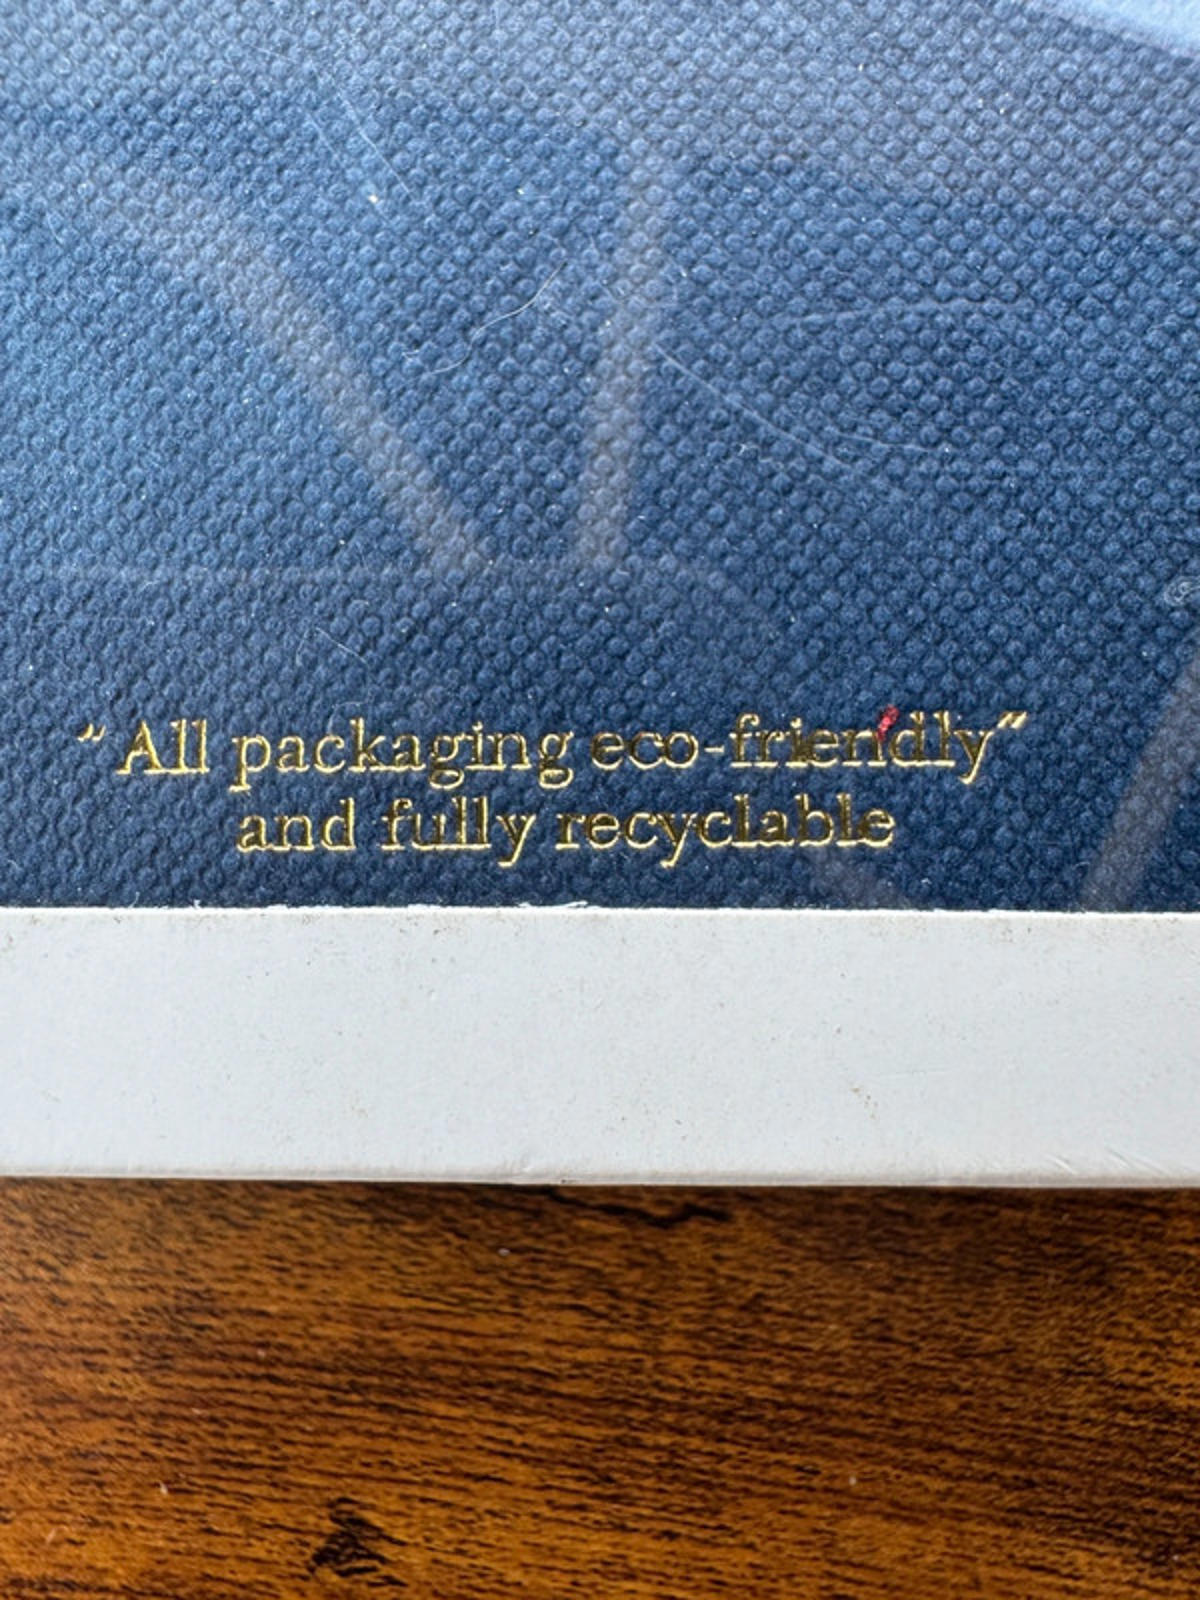 "All packaging eco-friendly"
and fully recyclable